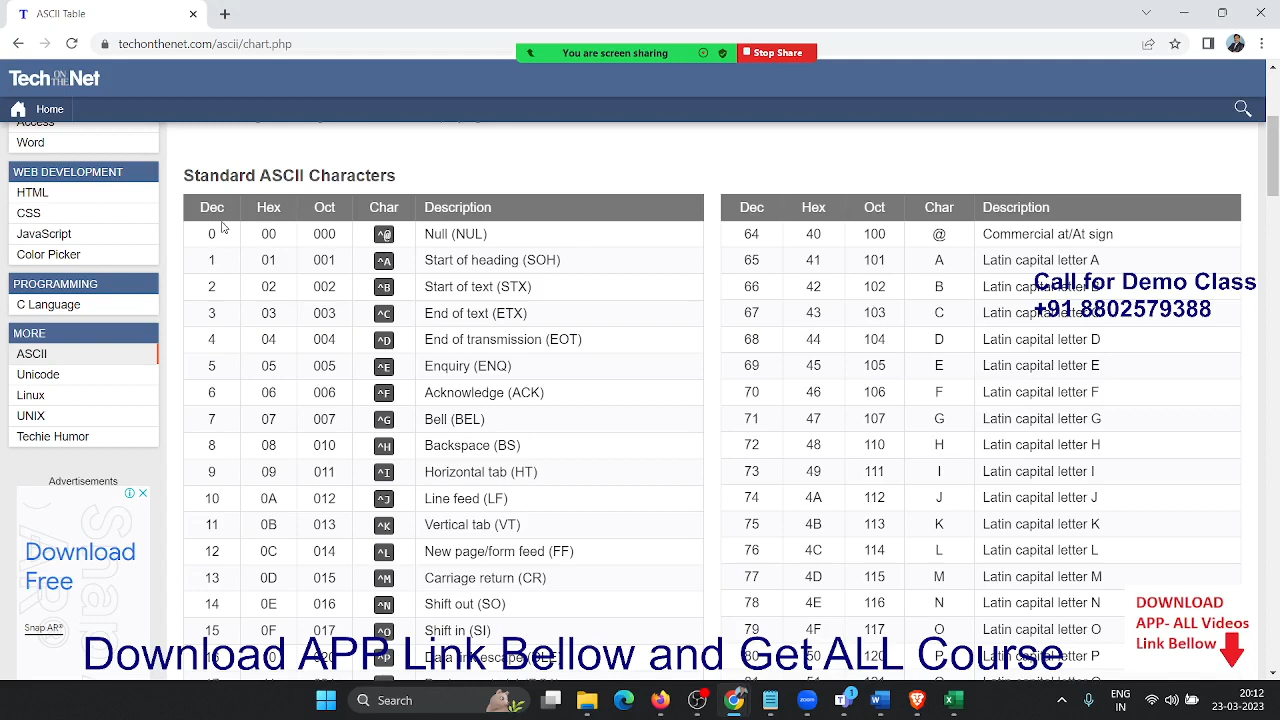 ASCII Table
techonthenet.com/ascii/chart.php
You are screen sharing
Stop Share
Tech ON THE Net
Home
Access
Word
WEB DEVELOPMENT
HTML
CSS
JavaScript
Color Picker
PROGRAMMING
C Language
MORE
ASCII
Unicode
Linux
UNIX
Techie Humor
Advertisements
Download
Free
Snap AR®
Standard ASCII Characters
Dec Hex Oct Char Description
0 00 000 ^@ Null (NUL)
1 01 001 ^A Start of heading (SOH)
2 02 002 ^B Start of text (STX)
3 03 003 ^C End of text (ETX)
4 04 004 ^D End of transmission (EOT)
5 05 005 ^E Enquiry (ENQ)
6 06 006 ^F Acknowledge (ACK)
7 07 007 ^G Bell (BEL)
8 08 010 ^H Backspace (BS)
9 09 011 ^I Horizontal tab (HT)
10 0A 012 ^J Line feed (LF)
11 0B 013 ^K Vertical tab (VT)
12 0C 014 ^L New page/form feed (FF)
13 0D 015 ^M Carriage return (CR)
14 0E 016 ^N Shift out (SO)
15 0F 017 ^O Shift in (SI)
^P
Dec Hex Oct Char Description
64 40 100 @ Commercial at/At sign
65 41 101 A Latin capital letter A
66 42 102 B Latin capital letter
67 43 103 C Latin capital letter
68 44 104 D Latin capital letter D
69 45 105 E Latin capital letter E
70 46 106 F Latin capital letter F
71 47 107 G Latin capital letter G
72 48 110 H Latin capital letter H
73 49 111 I Latin capital letter I
74 4A 112 J Latin capital letter J
75 4B 113 K Latin capital letter K
76 4C 114 L Latin capital letter L
77 4D 115 M Latin capital letter M
78 4E 116 N Latin capital letter N
79 4F 117 O Latin capital letter O
80 50 120 P Latin capital letter P
Call for Demo Class
+91 8802579388
DOWNLOAD
APP- ALL Videos
Link Bellow
Download APP Link Bellow and Get ALL Course
Search
1
ENG
IN
20:12
23-03-2023